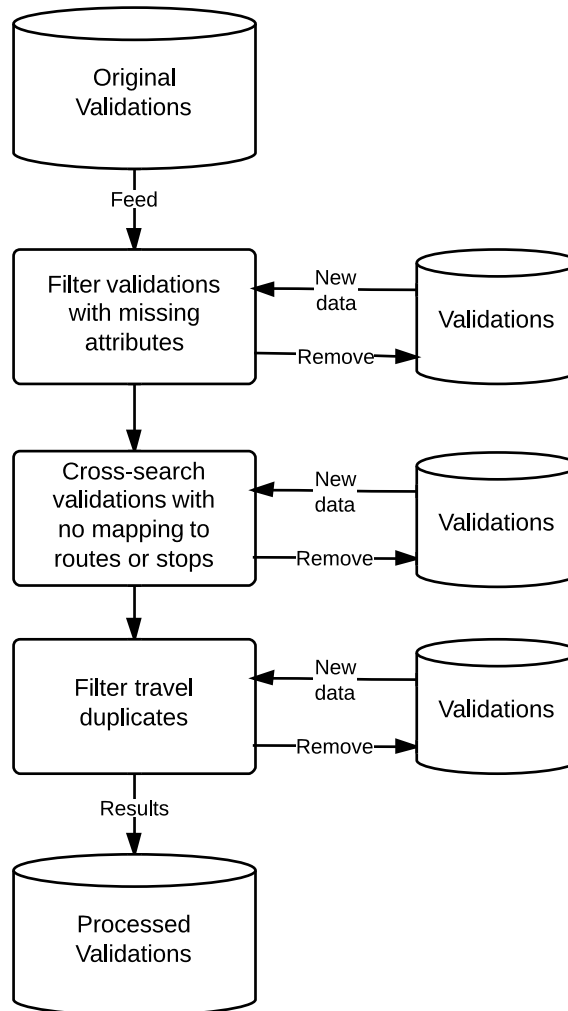 Original
Validations
Feed
Filter validations
with missing
attributes
New
data
Remove
Validations
Cross-search
validations with
no mapping to
routes or stops
New
data
Remove
Validations
Filter travel
duplicates
New
data
Remove
Validations
Results
Processed
Validations